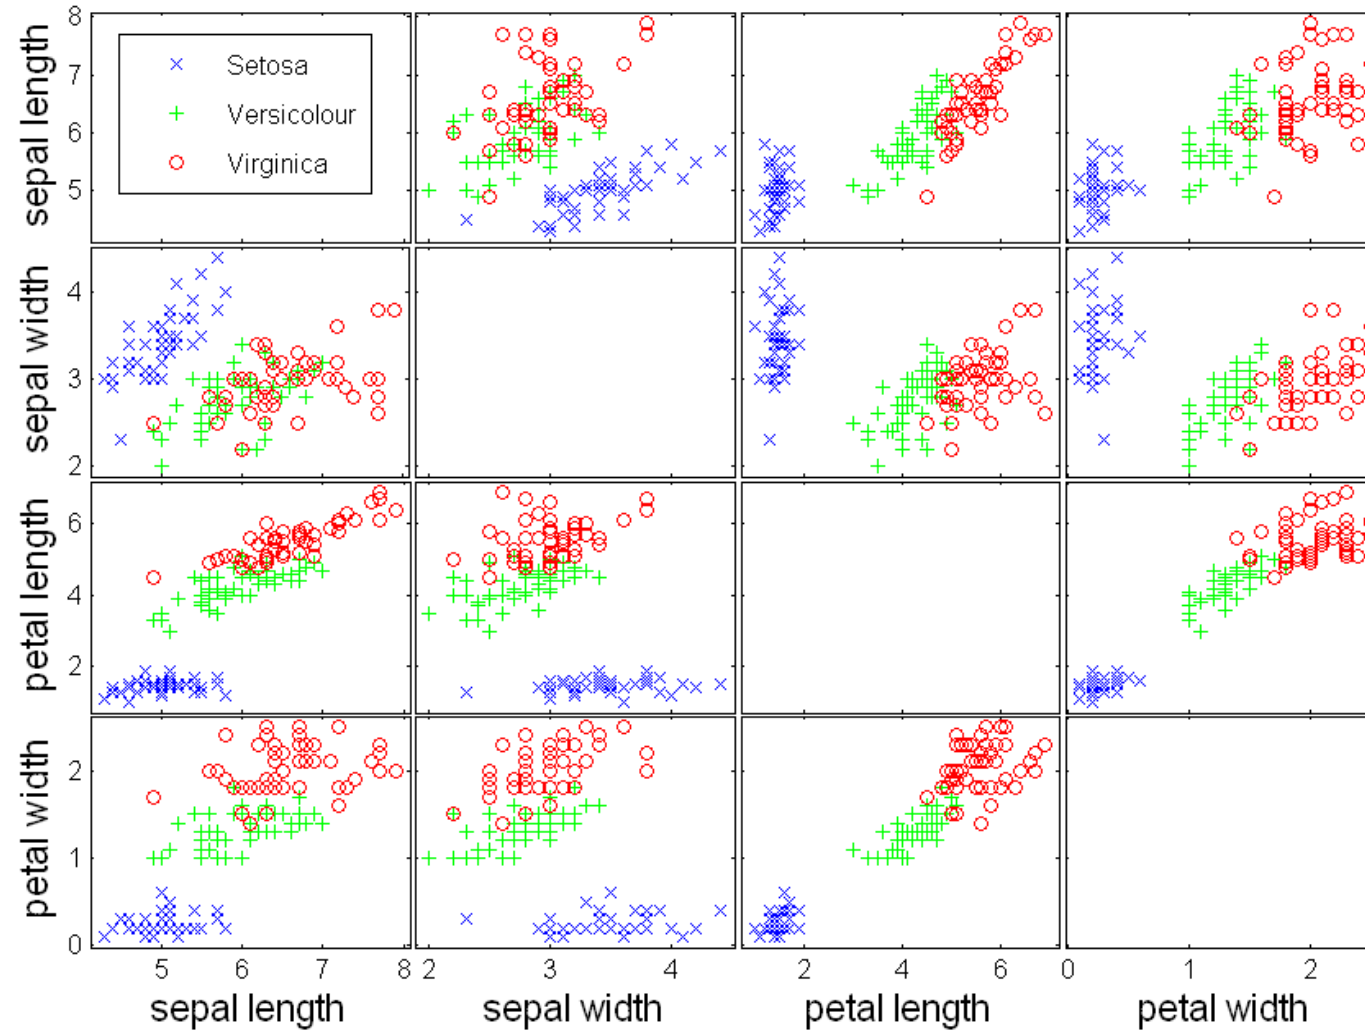 sepal length
8
7
6
5
Setosa
Versicolour
Virginica
sepal width
4
3
2
petal length
6
4
2
petal width
2
1
0
5 6 7 8 2 3 4 2 4 6 0 1 2
sepal length sepal width petal length petal width